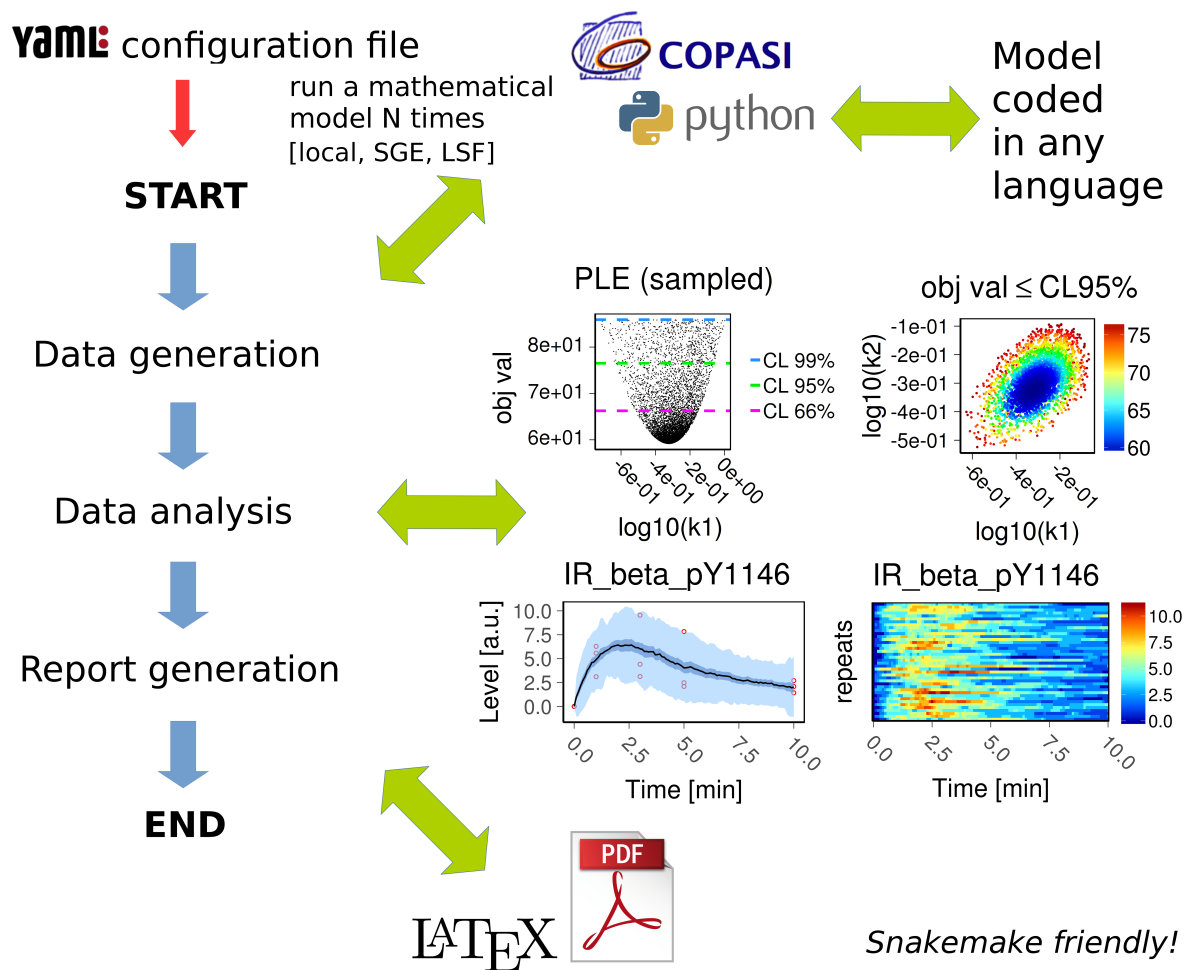 YAML: configuration file
run a mathematical
model N times
[local, SGE, LSF]
COPASI
python
Model
coded
in any
language
START
Data generation
Data analysis
Report generation
END
PLE (sampled)
obj val
8e+01
7e+01
6e+01
-6e-01
-4e-01
-2e-01
0e+00
log10(k1)
CL 99%
CL 95%
CL 66%
obj val ≤ CL95%
log10(k2)
-1e-01
-2e-01
-3e-01
-4e-01
-5e-01
-6e-01
-4e-01
-2e-01
log10(k1)
75
70
65
60
IR_beta_pY1146
Level [a.u.]
10.0
7.5
5.0
2.5
0.0
0.0
2.5
5.0
7.5
10.0
Time [min]
IR_beta_pY1146
repeats
0.0
2.5
5.0
7.5
10.0
Time [min]
10.0
7.5
5.0
2.5
0.0
LATEX
PDF
Snakemake friendly!